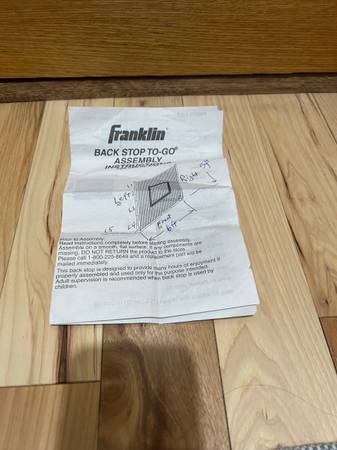 Franklin®
BACK STOP TO-GO®
ASSEMBLY
INSTRUCTIONS
Left
Right
Front
6ft
Prior to Assembly:
Read Instructions completely before starting assembly.
Assemble on a smooth, flat surface. If any components are
missing, DO NOT RETURN the product to the store.
Please call 1-800-225-8649 and a replacement part will be
mailed immediately.
This back stop is designed to provide many hours of enjoyment if
properly assembled and used only for the purpose intended.
Adult supervision is recommended when back stop is used by
children.